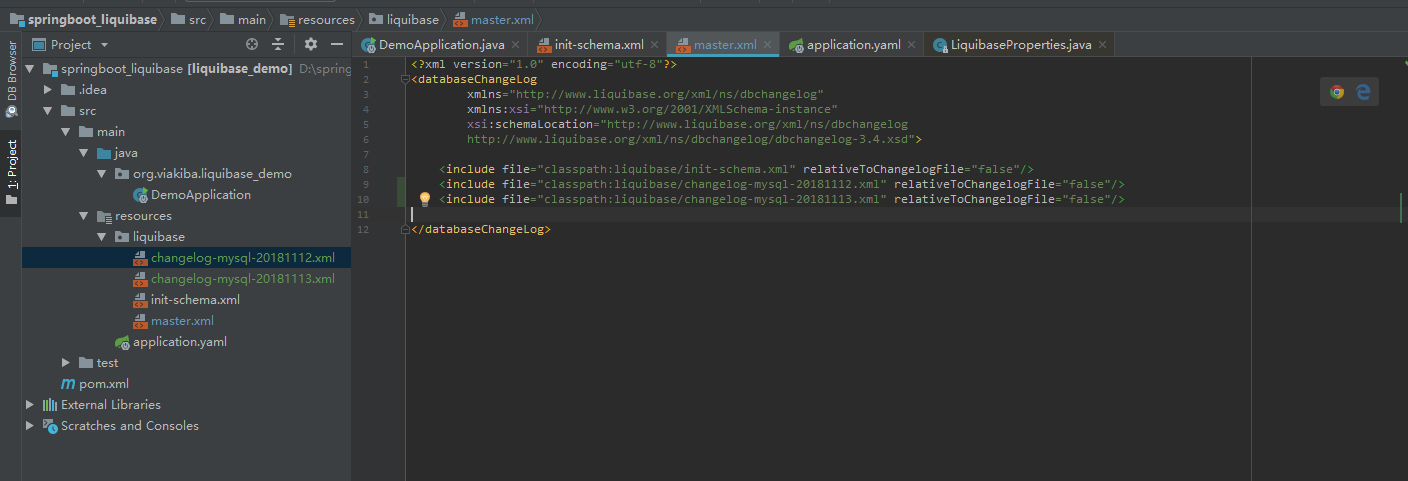 springboot_liquibase src main resources liquibase master.xml
Project
DemoApplication.java init-schema.xml master.xml application.yaml LiquibaseProperties.java
DB Browser
1: Project
springboot_liquibase [liquibase_demo] D:\spring
.idea
src
main
java
org.viakiba.liquibase_demo
DemoApplication
resources
liquibase
changelog-mysql-20181112.xml
changelog-mysql-20181113.xml
init-schema.xml
master.xml
application.yaml
test
pom.xml
External Libraries
Scratches and Consoles
1 <?xml version="1.0" encoding="utf-8"?>
2 <databaseChangeLog
3 xmlns="http://www.liquibase.org/xml/ns/dbchangelog"
4 xmlns:xsi="http://www.w3.org/2001/XMLSchema-instance"
5 xsi:schemaLocation="http://www.liquibase.org/xml/ns/dbchangelog
6 http://www.liquibase.org/xml/ns/dbchangelog/dbchangelog-3.4.xsd">
7
8 <include file="classpath:liquibase/init-schema.xml" relativeToChangelogFile="false"/>
9 <include file="classpath:liquibase/changelog-mysql-20181112.xml" relativeToChangelogFile="false"/>
10 <include file="classpath:liquibase/changelog-mysql-20181113.xml" relativeToChangelogFile="false"/>
11
12 </databaseChangeLog>